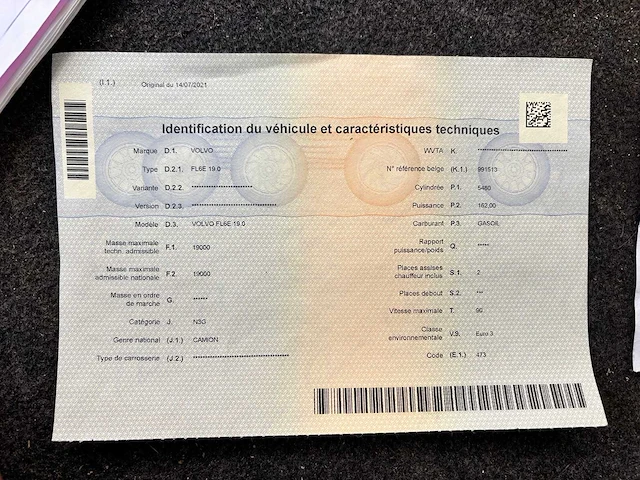 (I.1.) Original du 14/07/2021
Identification du véhicule et caractéristiques techniques
Marque D.1. VOLVO
Type D.2.1. FL6E 19.0
Variante D.2.2. ********************
Version D.2.3. ****************************
Modèle D.3. VOLVO FL6E 19.0
Masse maximale
techn. admissible F.1. 19000
Masse maximale
admissible nationale F.2. 19000
Masse en ordre
de marche G. ******
Catégorie J. N3G
Genre national (J.1.) CAMION
Type de carrosserie (J.2.) ********************************
WVTA K. ******************************
N° référence belge (K.1.) 991513
Cylindrée P.1. 5480
Puissance P.2. 162,00
Carburant P.3. GASOIL
Rapport
puissance/poids Q. *****
Places assises
chauffeur inclus S.1. 2
Places debout S.2. ***
Vitesse maximale T. 90
Classe
environnementale V.9. Euro 3
Code (E.1.) 473